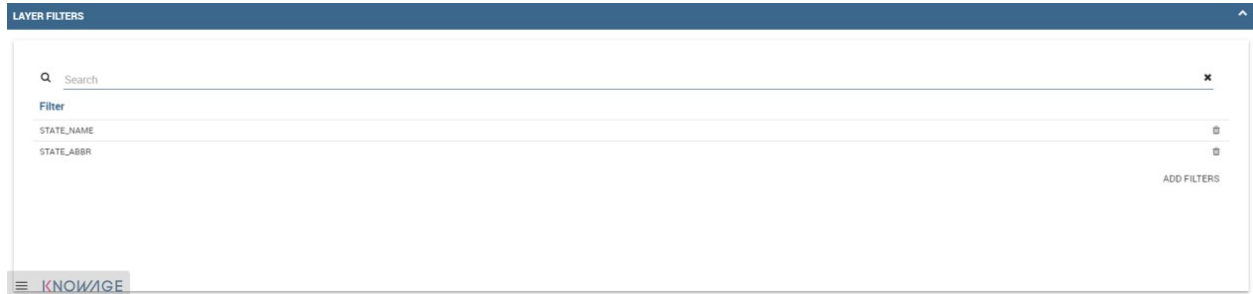 LAYER FILTERS
Search
Filter
STATE_NAME
STATE_ABBR
ADD FILTERS
KNOWAGE